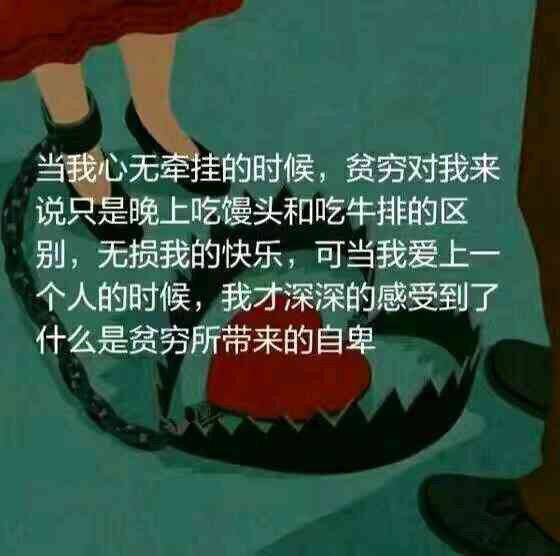 当我心无牵挂的时候，贫穷对我来
说只是晚上吃馒头和吃牛排的区
别，无损我的快乐，可当我爱上一
个人的时候，我才深深的感受到了
什么是贫穷所带来的自卑